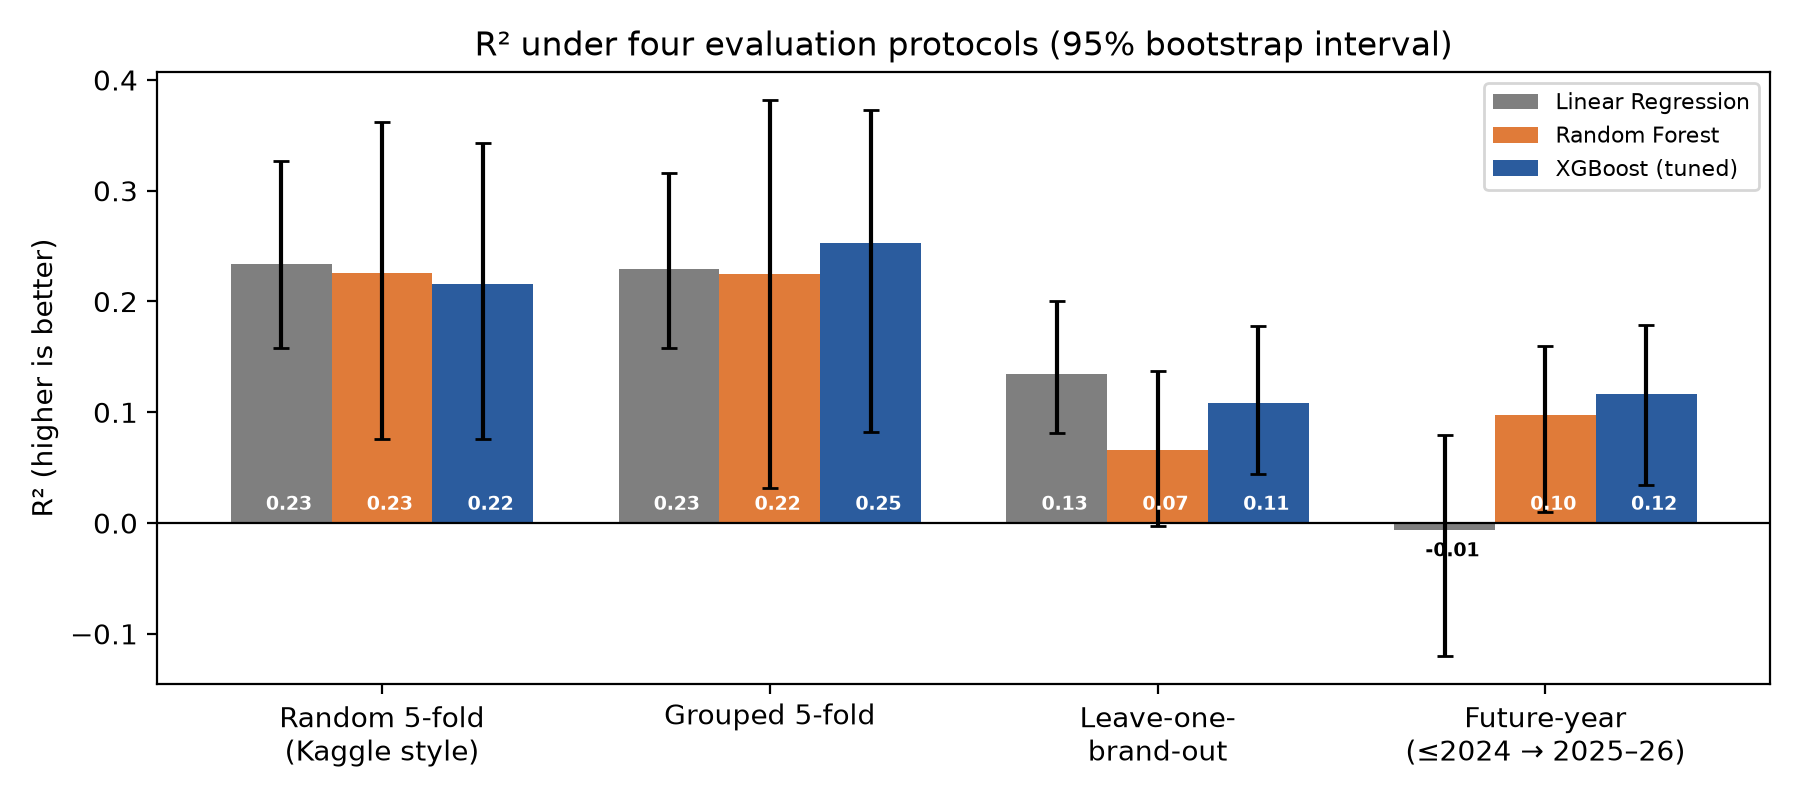 R² under four evaluation protocols (95% bootstrap interval)
R² (higher is better)
0.4
0.3
0.2
0.1
0.0
−0.1
Linear Regression
Random Forest
XGBoost (tuned)
0.23
0.23
0.22
0.23
0.22
0.25
0.13
0.07
0.11
-0.01
0.10
0.12
Random 5-fold
(Kaggle style)
Grouped 5-fold
Leave-one-
brand-out
Future-year
(≤2024 → 2025–26)